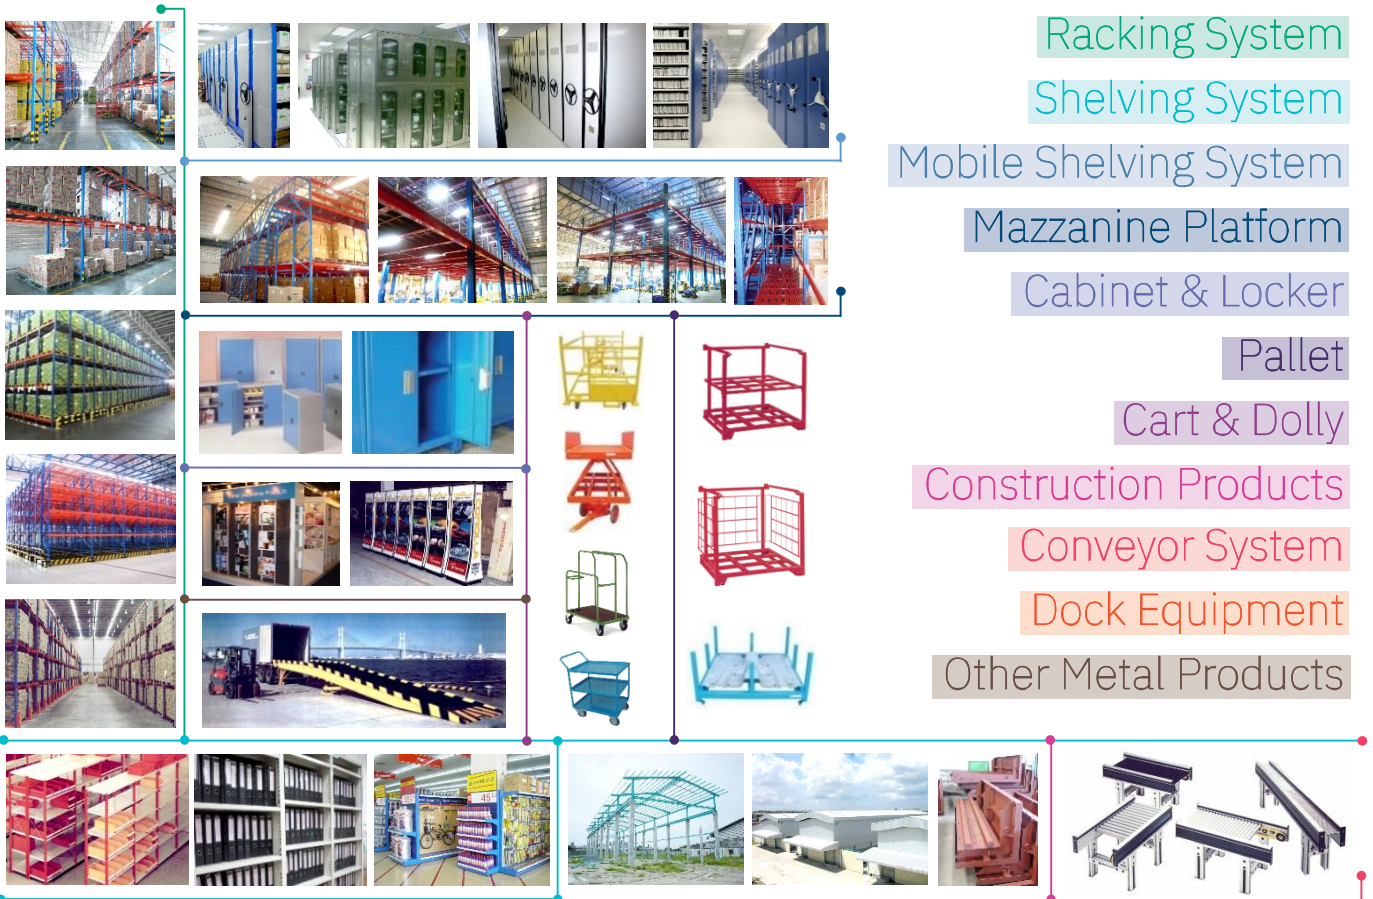 Racking System
Shelving System
Mobile Shelving System
Mazzanine Platform
Cabinet & Locker
Pallet
Cart & Dolly
Construction Products
Conveyor System
Dock Equipment
Other Metal Products